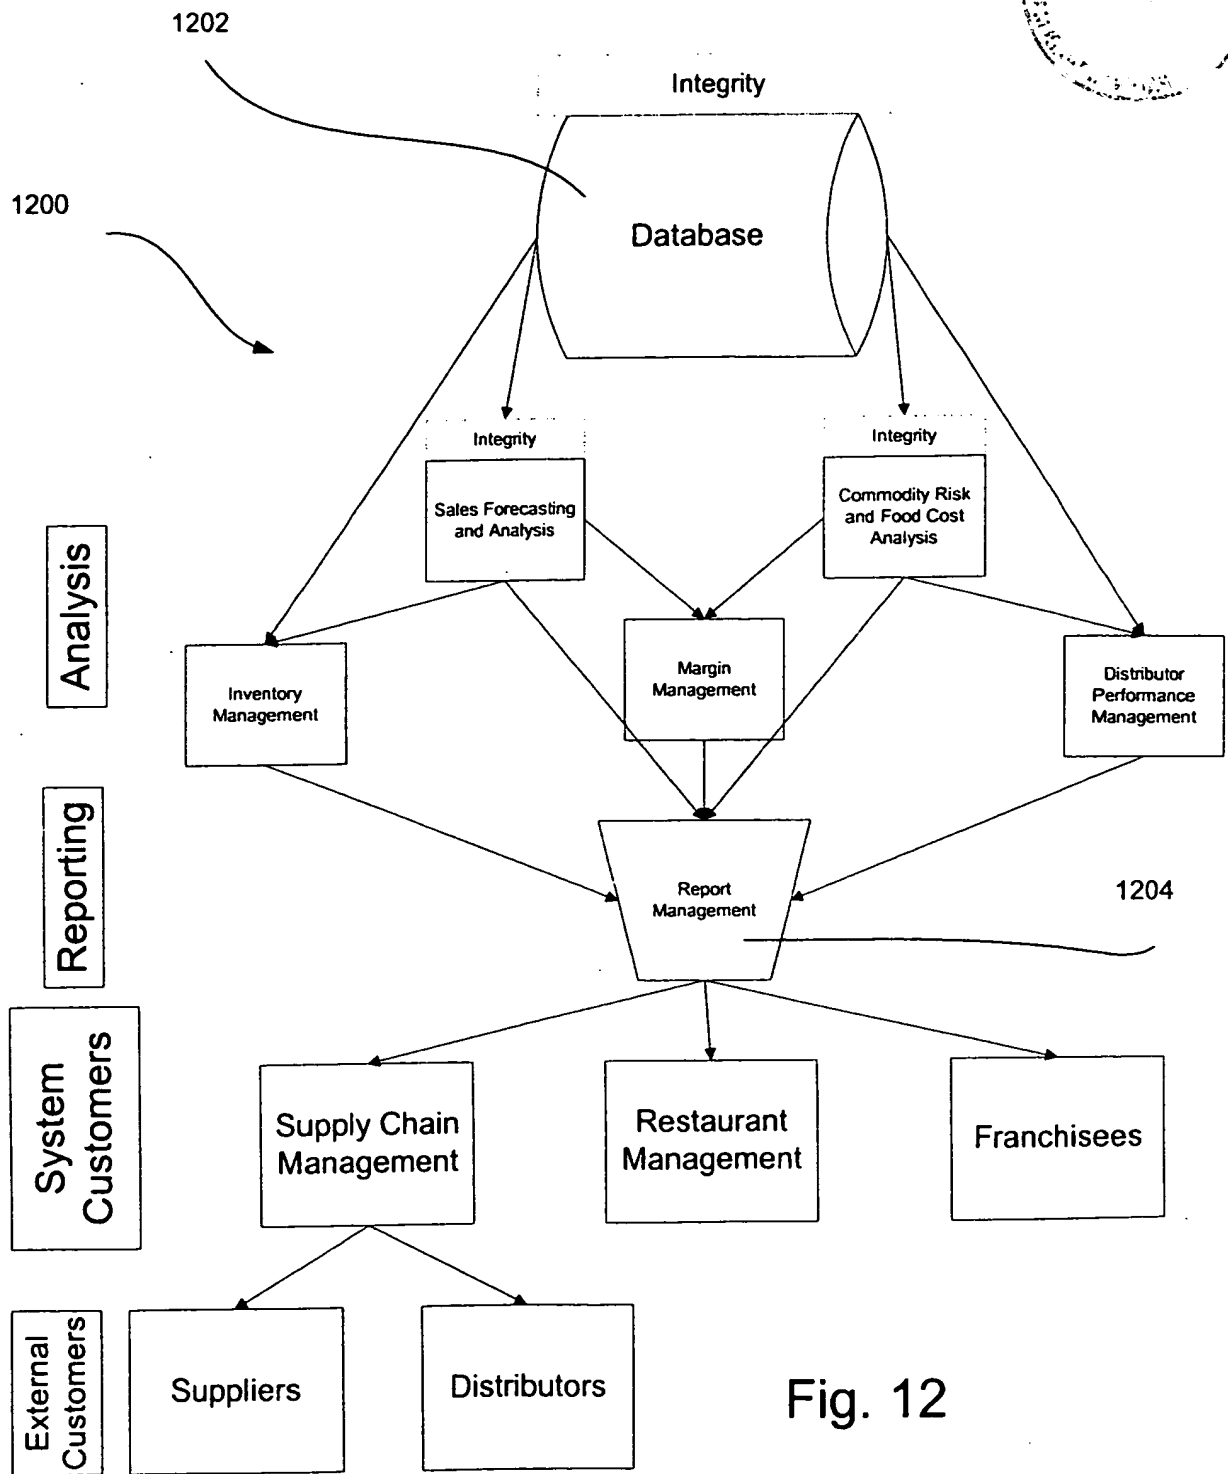 1202
Integrity
1200
Database
Integrity
Integrity
Sales Forecasting
and Analysis
Commodity Risk
and Food Cost
Analysis
Analysis
Inventory
Management
Margin
Management
Distributor
Performance
Management
Reporting
Report
Management
1204
System
Customers
Supply Chain
Management
Restaurant
Management
Franchisees
External
Customers
Suppliers
Distributors
Fig. 12